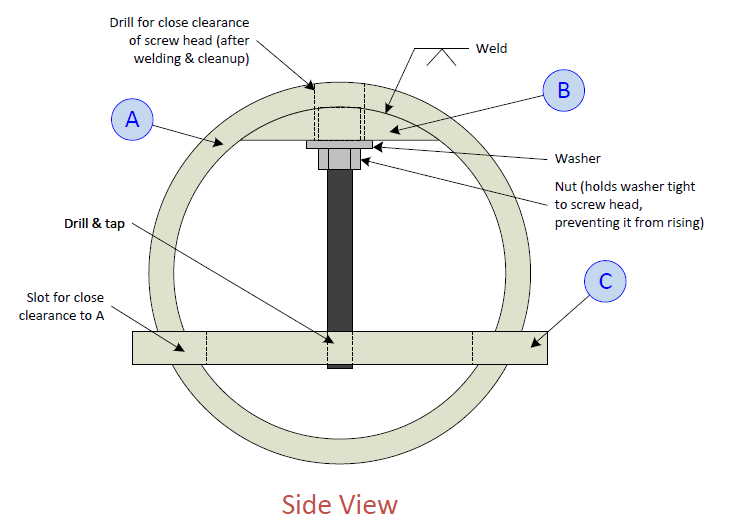 Drill for close clearance
of screw head (after
welding & cleanup)
Weld
A
B
Washer
Nut (holds washer tight
to screw head,
preventing it from rising)
Drill & tap
C
Slot for close
clearance to A
Side View